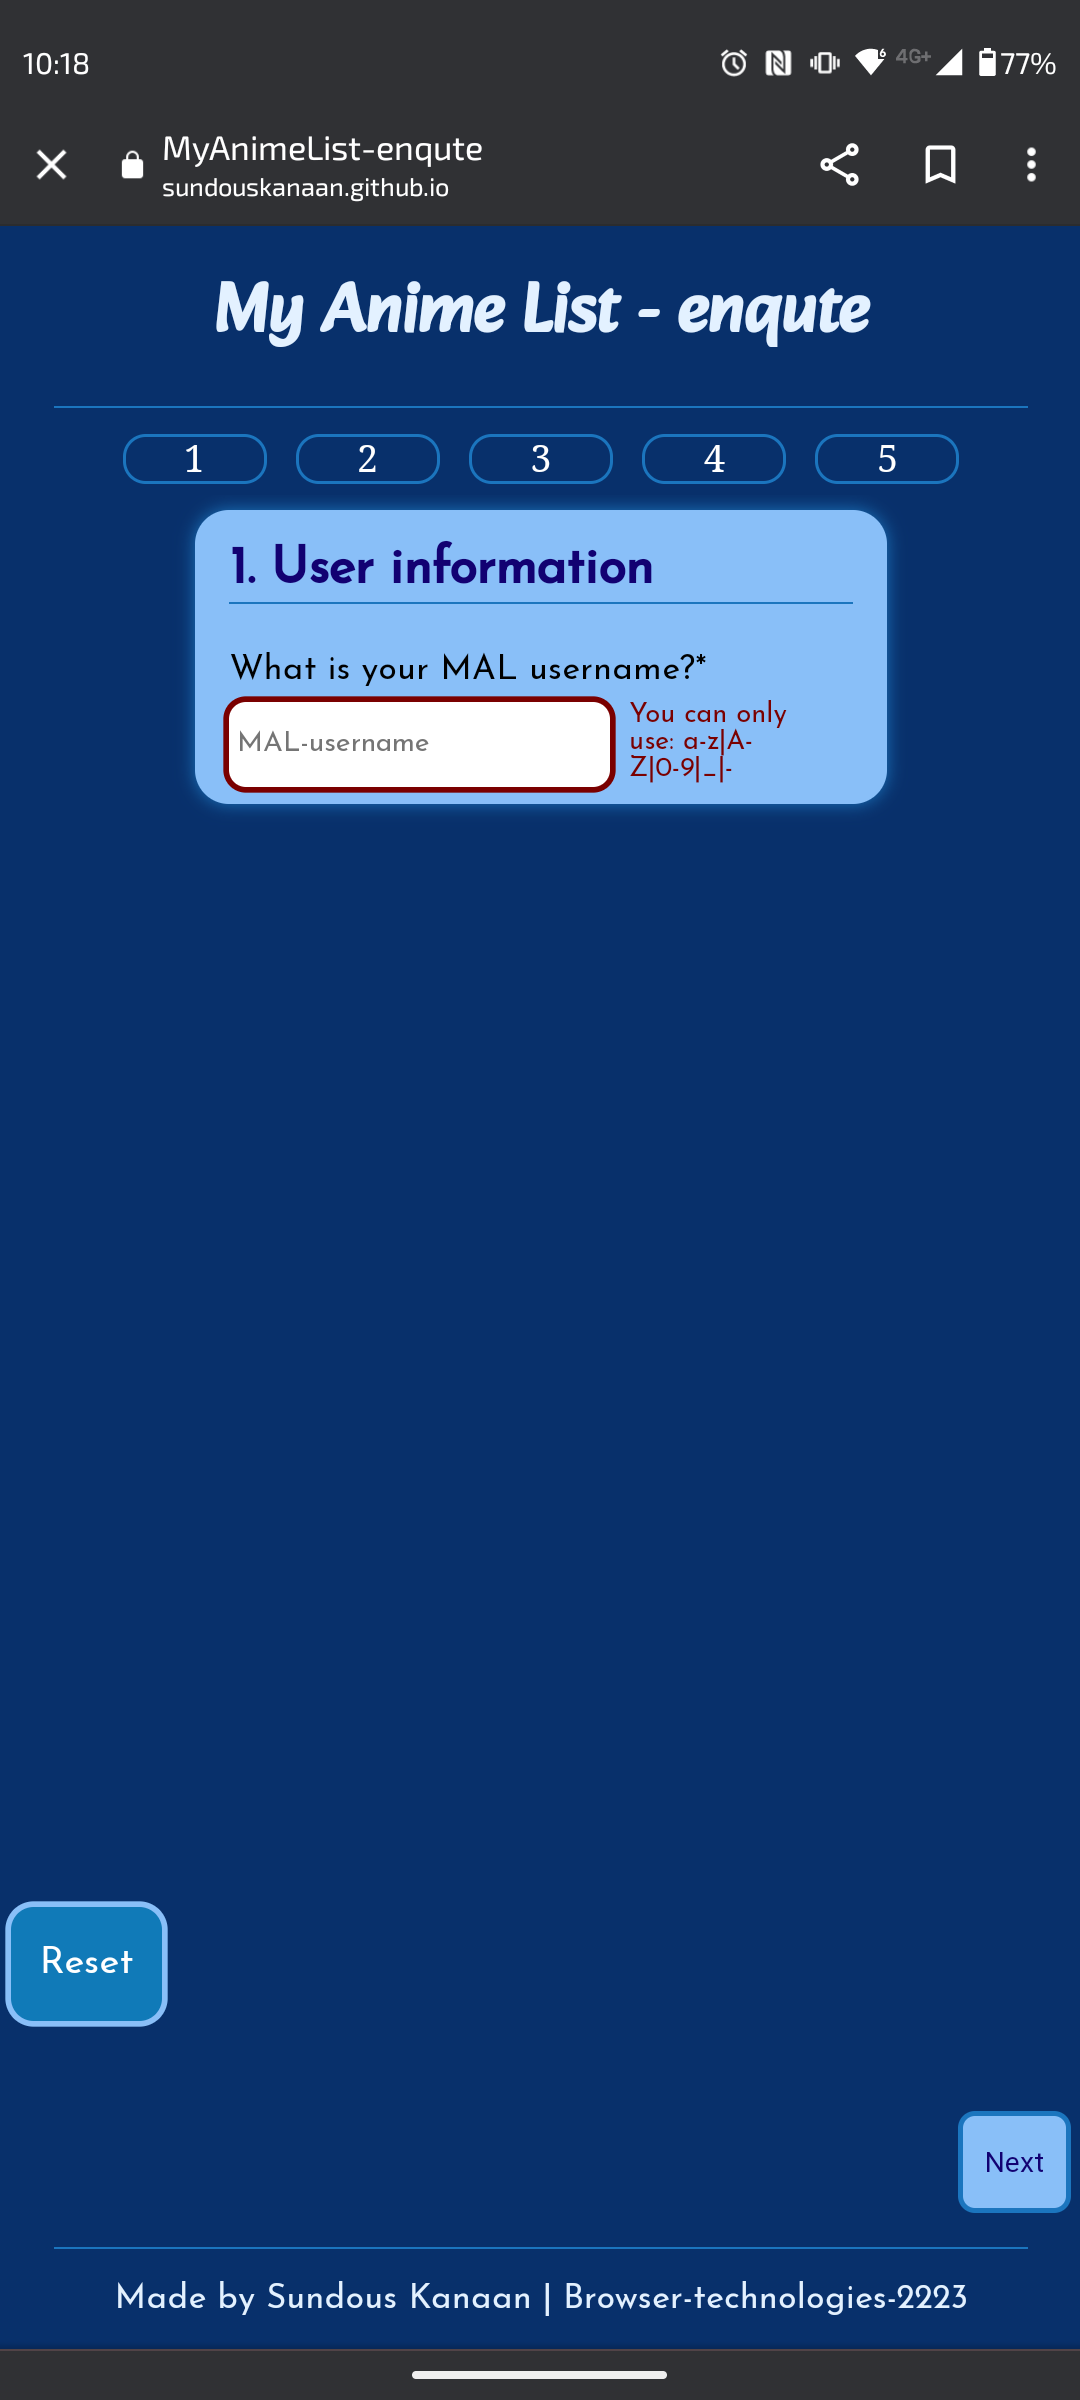 10:18
4G+
77%
MyAnimeList-enqute
sundouskanaan.github.io
My Anime List - enqute
1 2 3 4 5
1. User information
What is your MAL username?*
MAL-username
You can only
use: a-z|A-
Z|0-9|_|-
Reset
Next
Made by Sundous Kanaan | Browser-technologies-2223